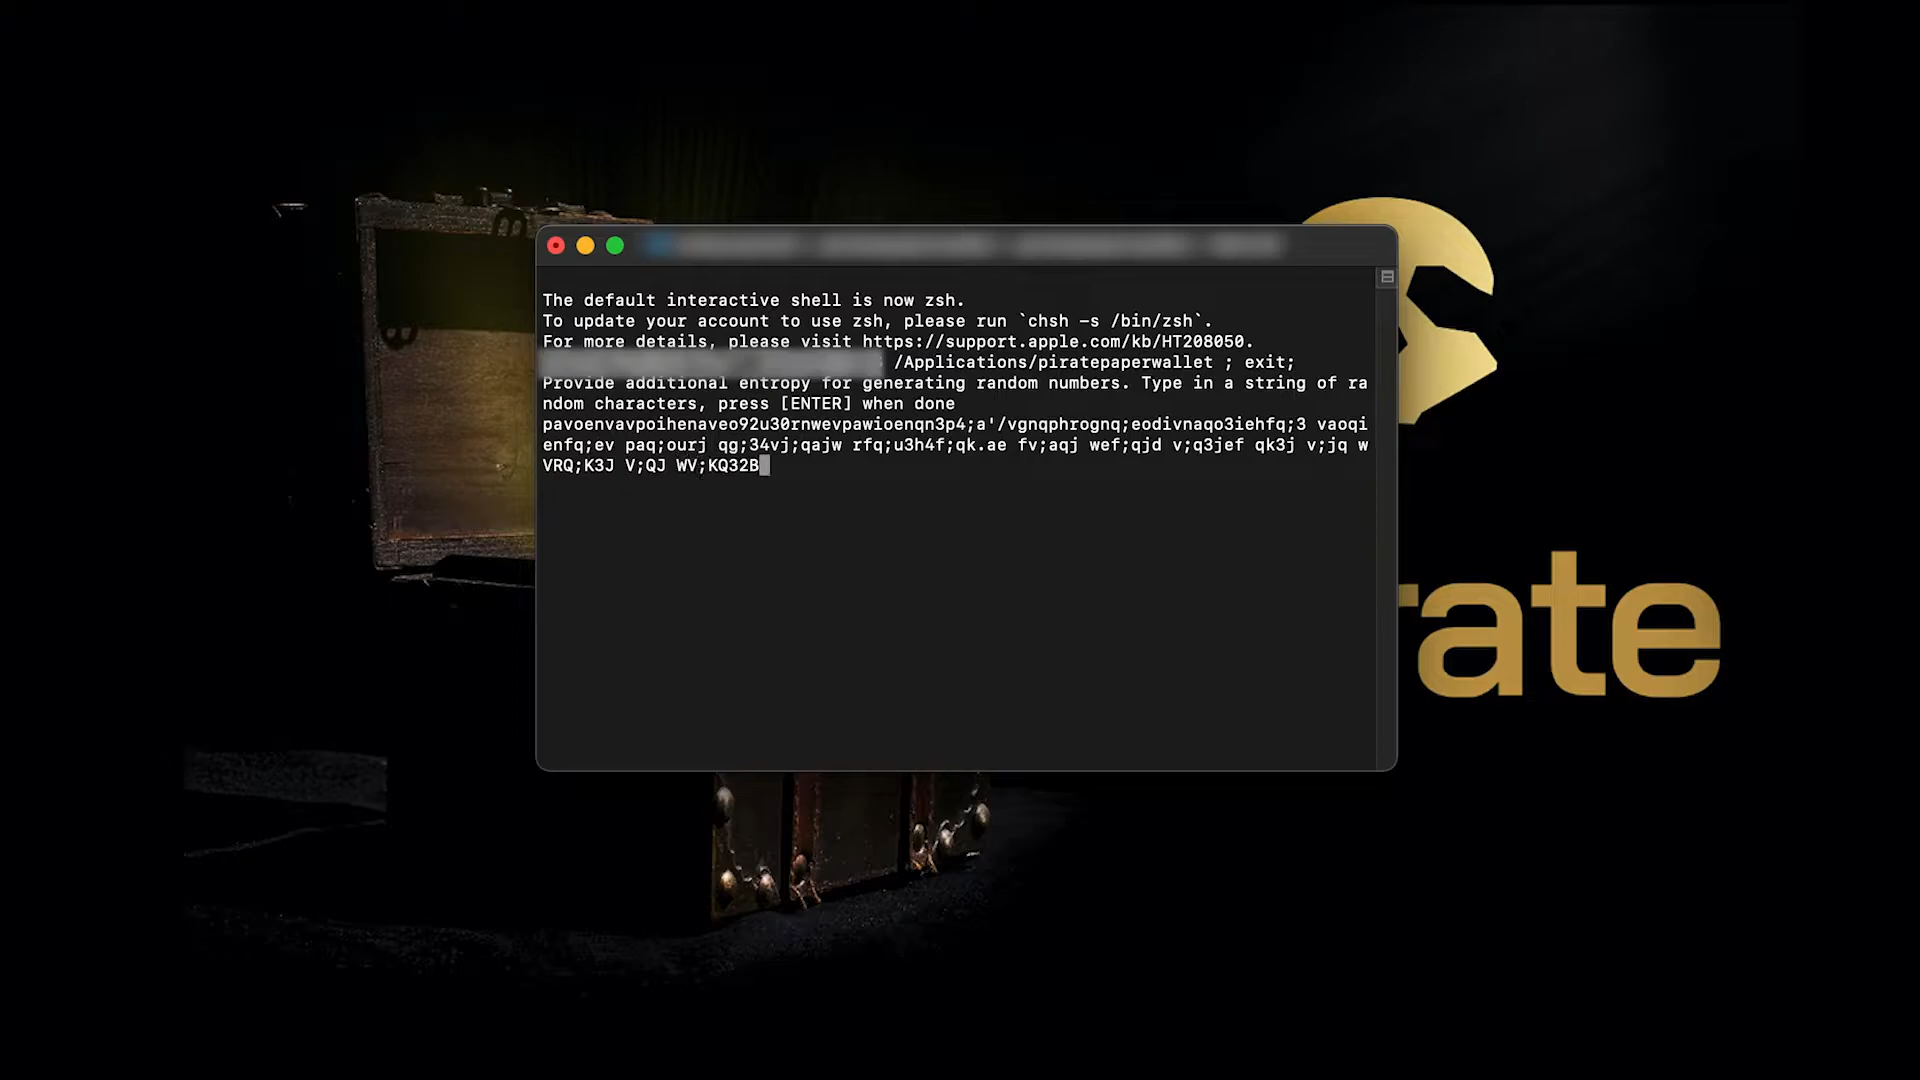 The default interactive shell is now zsh.
To update your account to use zsh, please run `chsh -s /bin/zsh`.
For more details, please visit https://support.apple.com/kb/HT208050.
/Applications/piratepaperwallet ; exit;
Provide additional entropy for generating random numbers. Type in a string of ra
ndom characters, press [ENTER] when done
pavoenvavpoihenaveo92u30rnwevpawioenqn3p4;a'/vgnqphrognq;eodivnaqo3iehfq;3 vaoqi
enfq;ev paq;ourj qg;34vj;qajw rfq;u3h4f;qk.ae fv;aqj wef;qjd v;q3jef qk3j v;jq w
VRQ;K3J V;QJ WV;KQ32B
rate